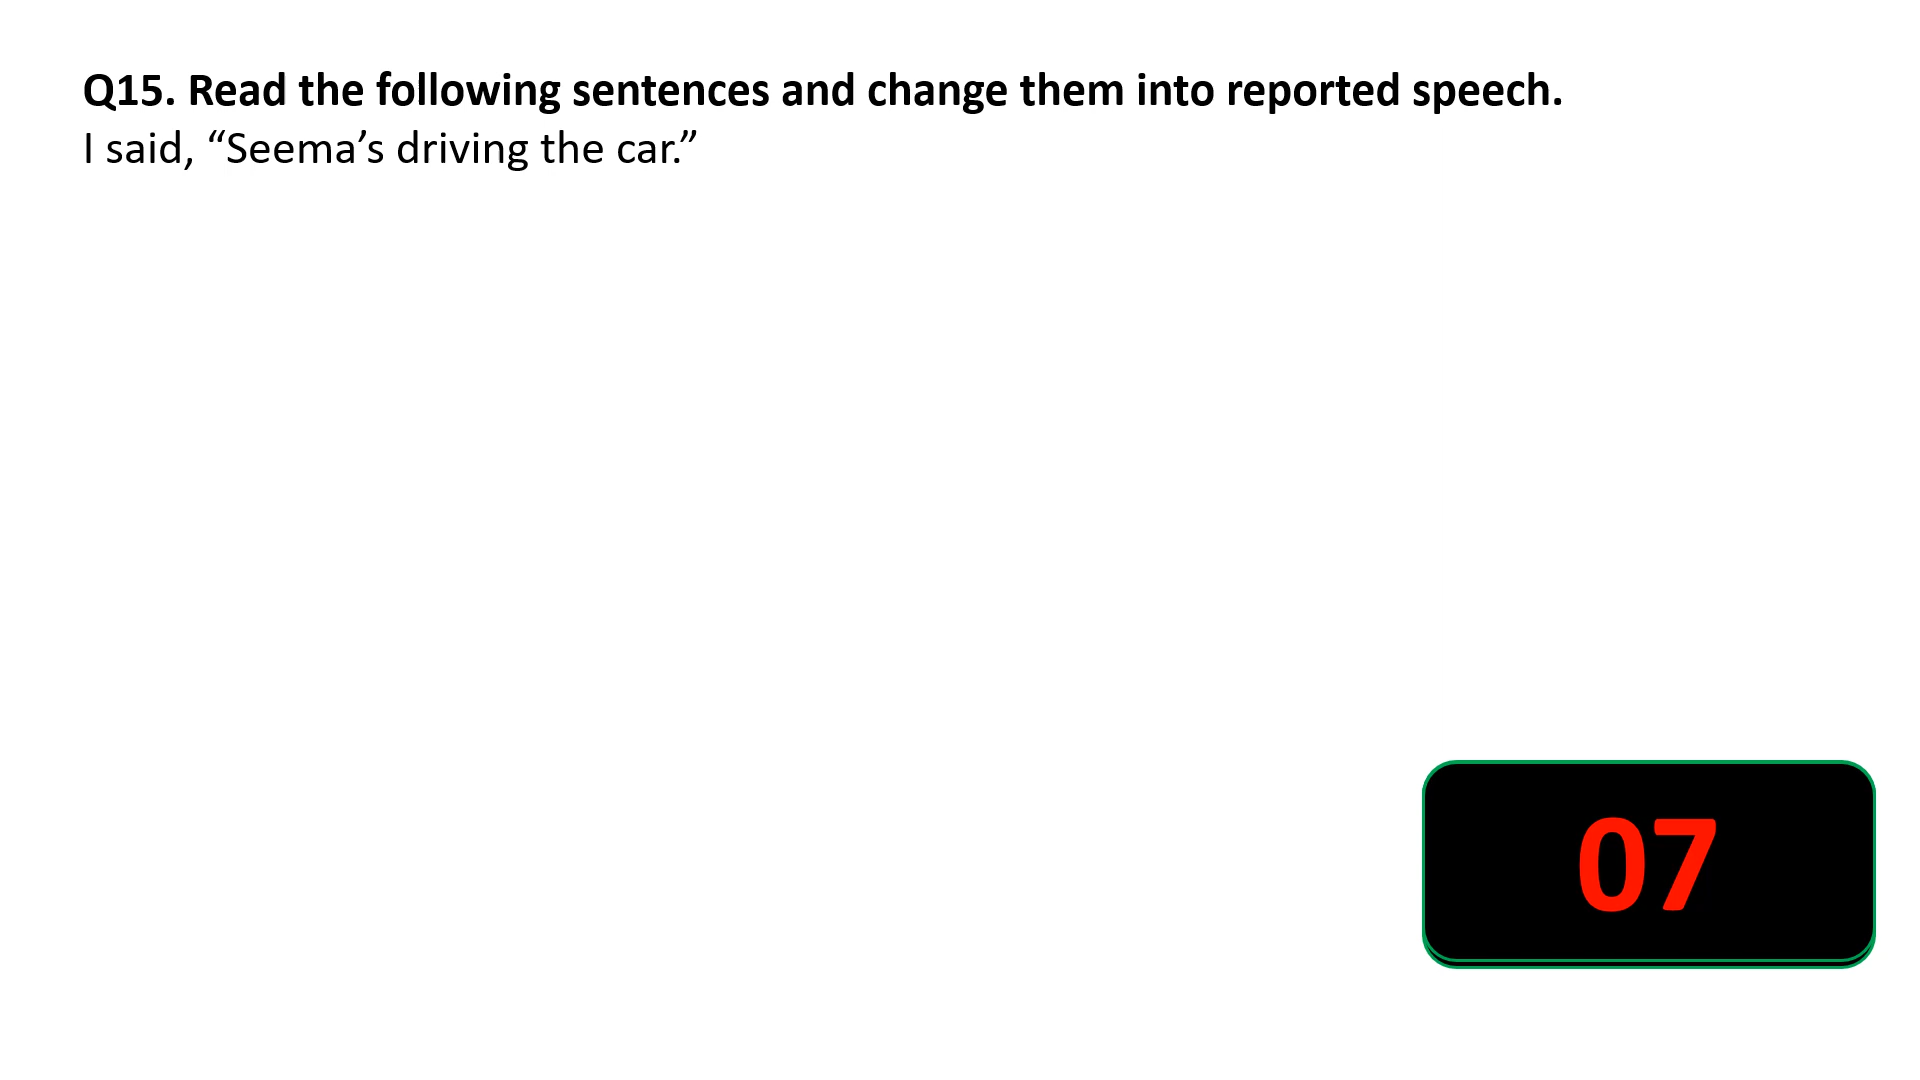 Q15. Read the following sentences and change them into reported speech.
I said, “Seema’s driving the car.”
07